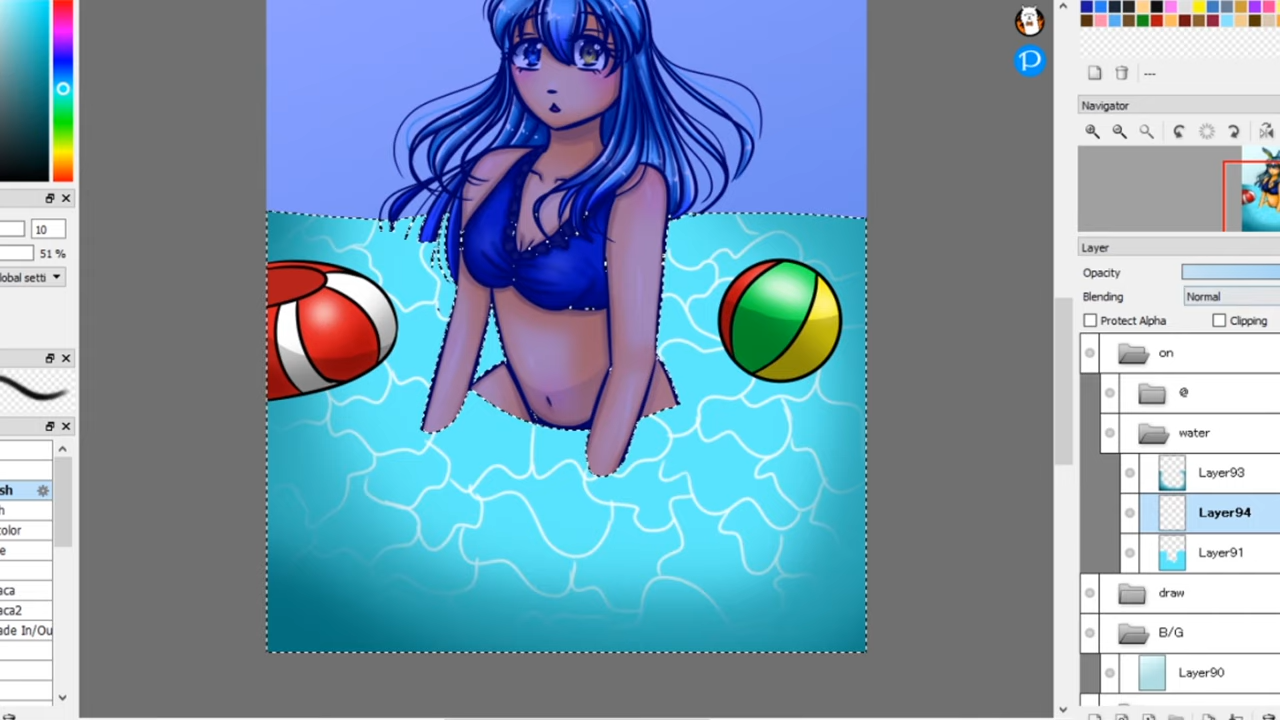 10
51 %
lobal setti
sh
h
color
e
aca
aca2
ade In/Ou
P
---
Navigator
Layer
Opacity
Blending
Normal
Protect Alpha
Clipping
on
@
water
Layer93
Layer94
Layer91
draw
B/G
Layer90